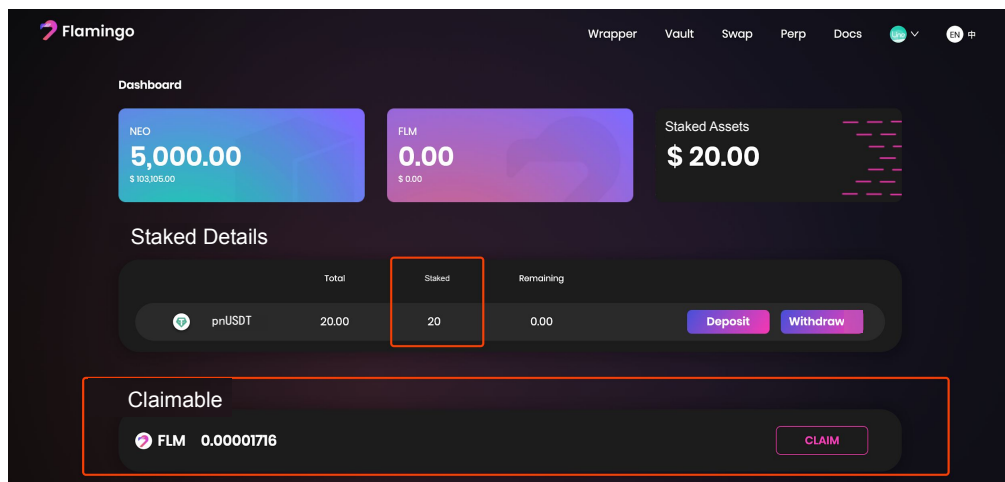 Flamingo
Wrapper Vault Swap Perp Docs EN 中
Dashboard
NEO
5,000.00
$ 103,105.00
FLM
0.00
$ 0.00
Staked Assets
$ 20.00
Staked Details
Total Staked Remaining
pnUSDT 20.00 20 0.00 Deposit Withdraw
Claimable
FLM 0.00001716 CLAIM